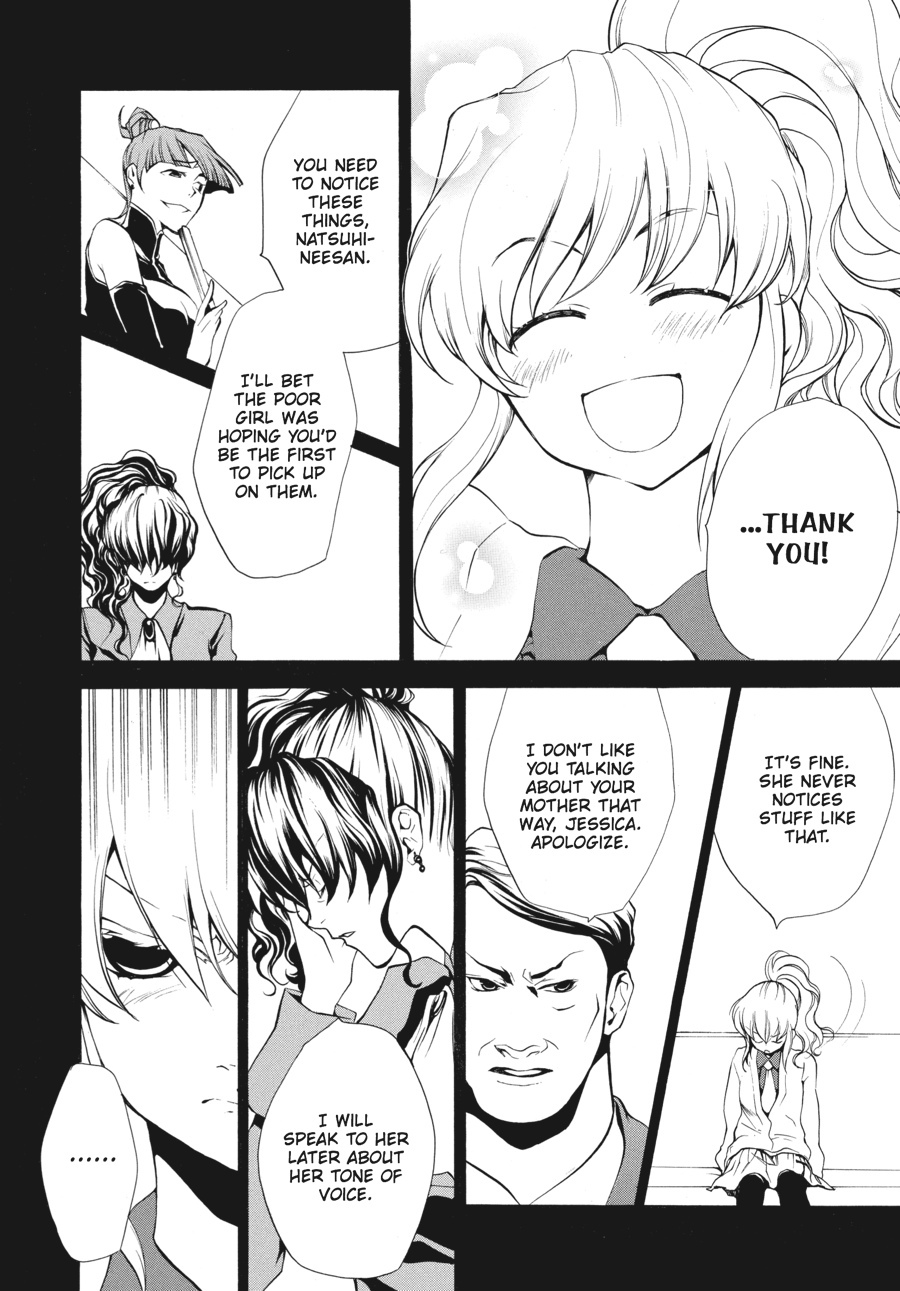 ...THANK
YOU!
YOU NEED
TO NOTICE
THESE
THINGS,
NATSUHI-
NEESAN.
I'LL BET
THE POOR
GIRL WAS
HOPING YOU'D
BE THE FIRST
TO PICK UP
ON THEM.
IT'S FINE.
SHE NEVER
NOTICES
STUFF LIKE
THAT.
I DON'T LIKE
YOU TALKING
ABOUT YOUR
MOTHER THAT
WAY, JESSICA.
APOLOGIZE.
I WILL
SPEAK TO HER
LATER ABOUT
HER TONE OF
VOICE.
......